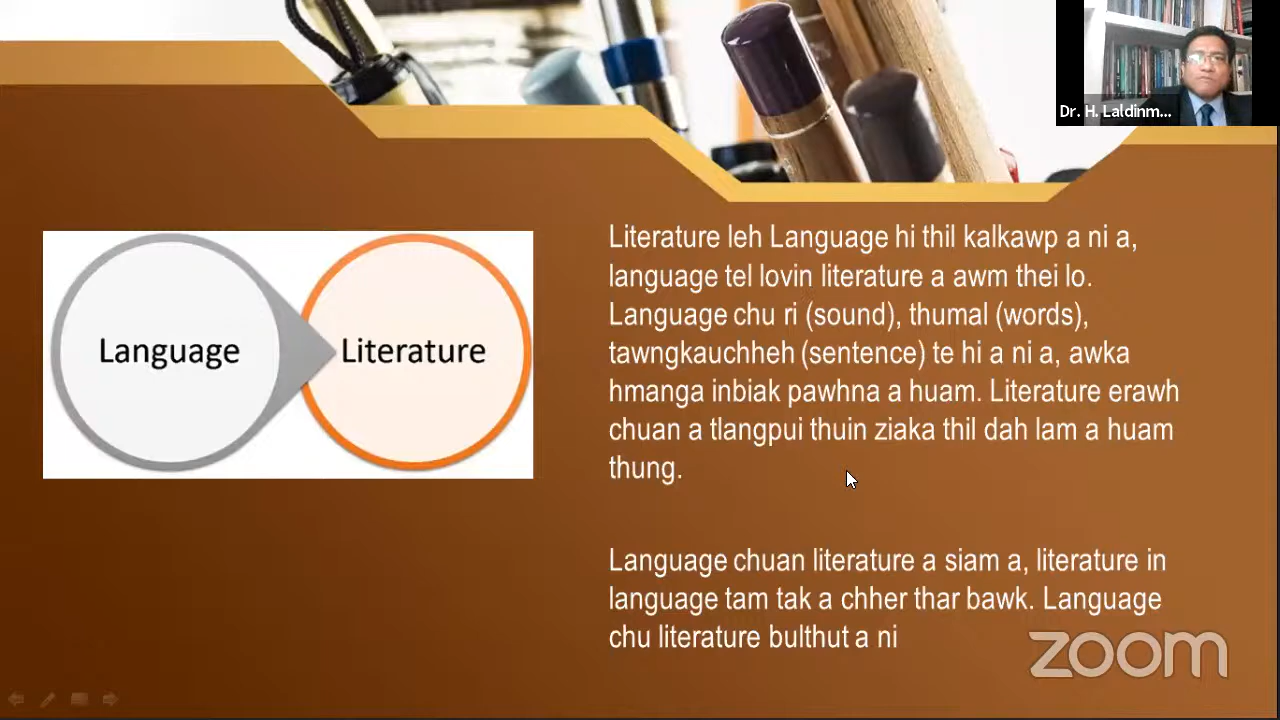 Dr. H. Laldinm...
Language
Literature
Literature leh Language hi thil kalkawp a ni a,
language tel lovin literature a awm thei lo.
Language chu ri (sound), thumal (words),
tawngkauchheh (sentence) te hi a ni a, awka
hmanga inbiak pawhna a huam. Literature erawh
chuan a tlangpui thuin ziaka thil dah lam a huam
thung.
Language chuan literature a siam a, literature in
language tam tak a chher thar bawk. Language
chu literature bulthut a ni
zoom